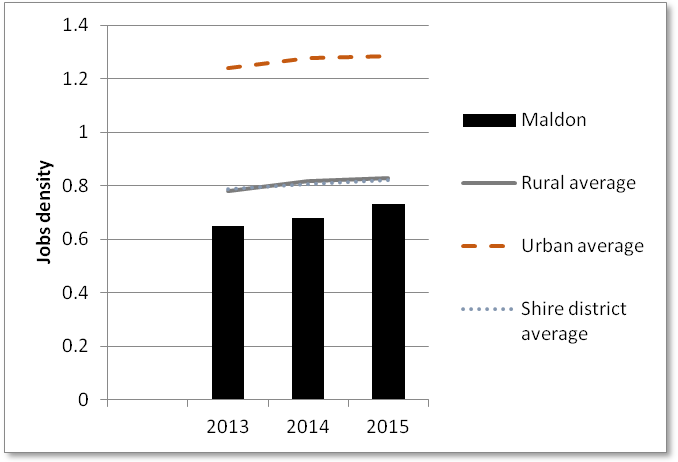 1.4
1.2
1
0.8
0.6
0.4
0.2
0
Jobs density
2013 2014 2015
Maldon
Rural average
Urban average
Shire district
average